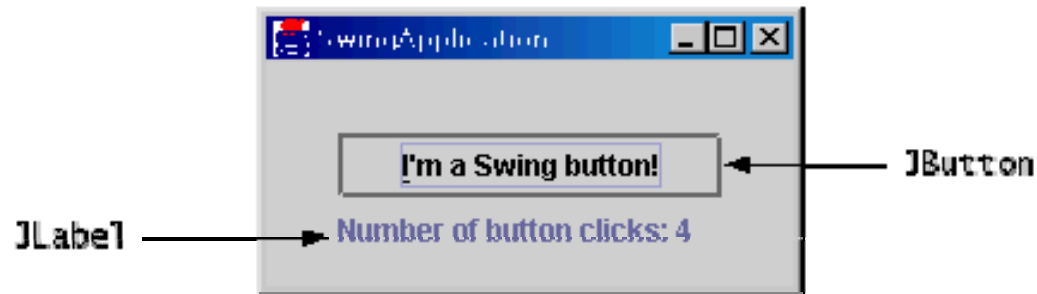 SwingApplication
I'm a Swing button!
JButton
JLabel
Number of button clicks: 4